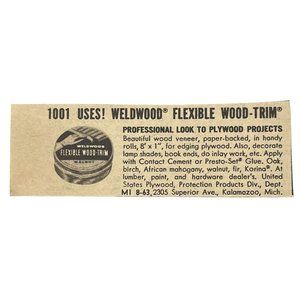 1001 USES! WELDWOOD® FLEXIBLE WOOD-TRIM®
PROFESSIONAL LOOK TO PLYWOOD PROJECTS
Beautiful wood veneer, paper-backed, in handy
rolls, 8' x 1", for edging plywood. Also, decorate
lamp shades, book ends, do inlay work, etc. Apply
with Contact Cement or Presto-Set® Glue. Oak,
birch, African mahogany, walnut, fir, Korina®. At
lumber, paint, and hardware dealer's. United
States Plywood, Protection Products Div., Dept.
MI 8-63, 2305 Superior Ave., Kalamazoo, Mich.
WELDWOOD
FLEXIBLE WOOD-TRIM
WALNUT